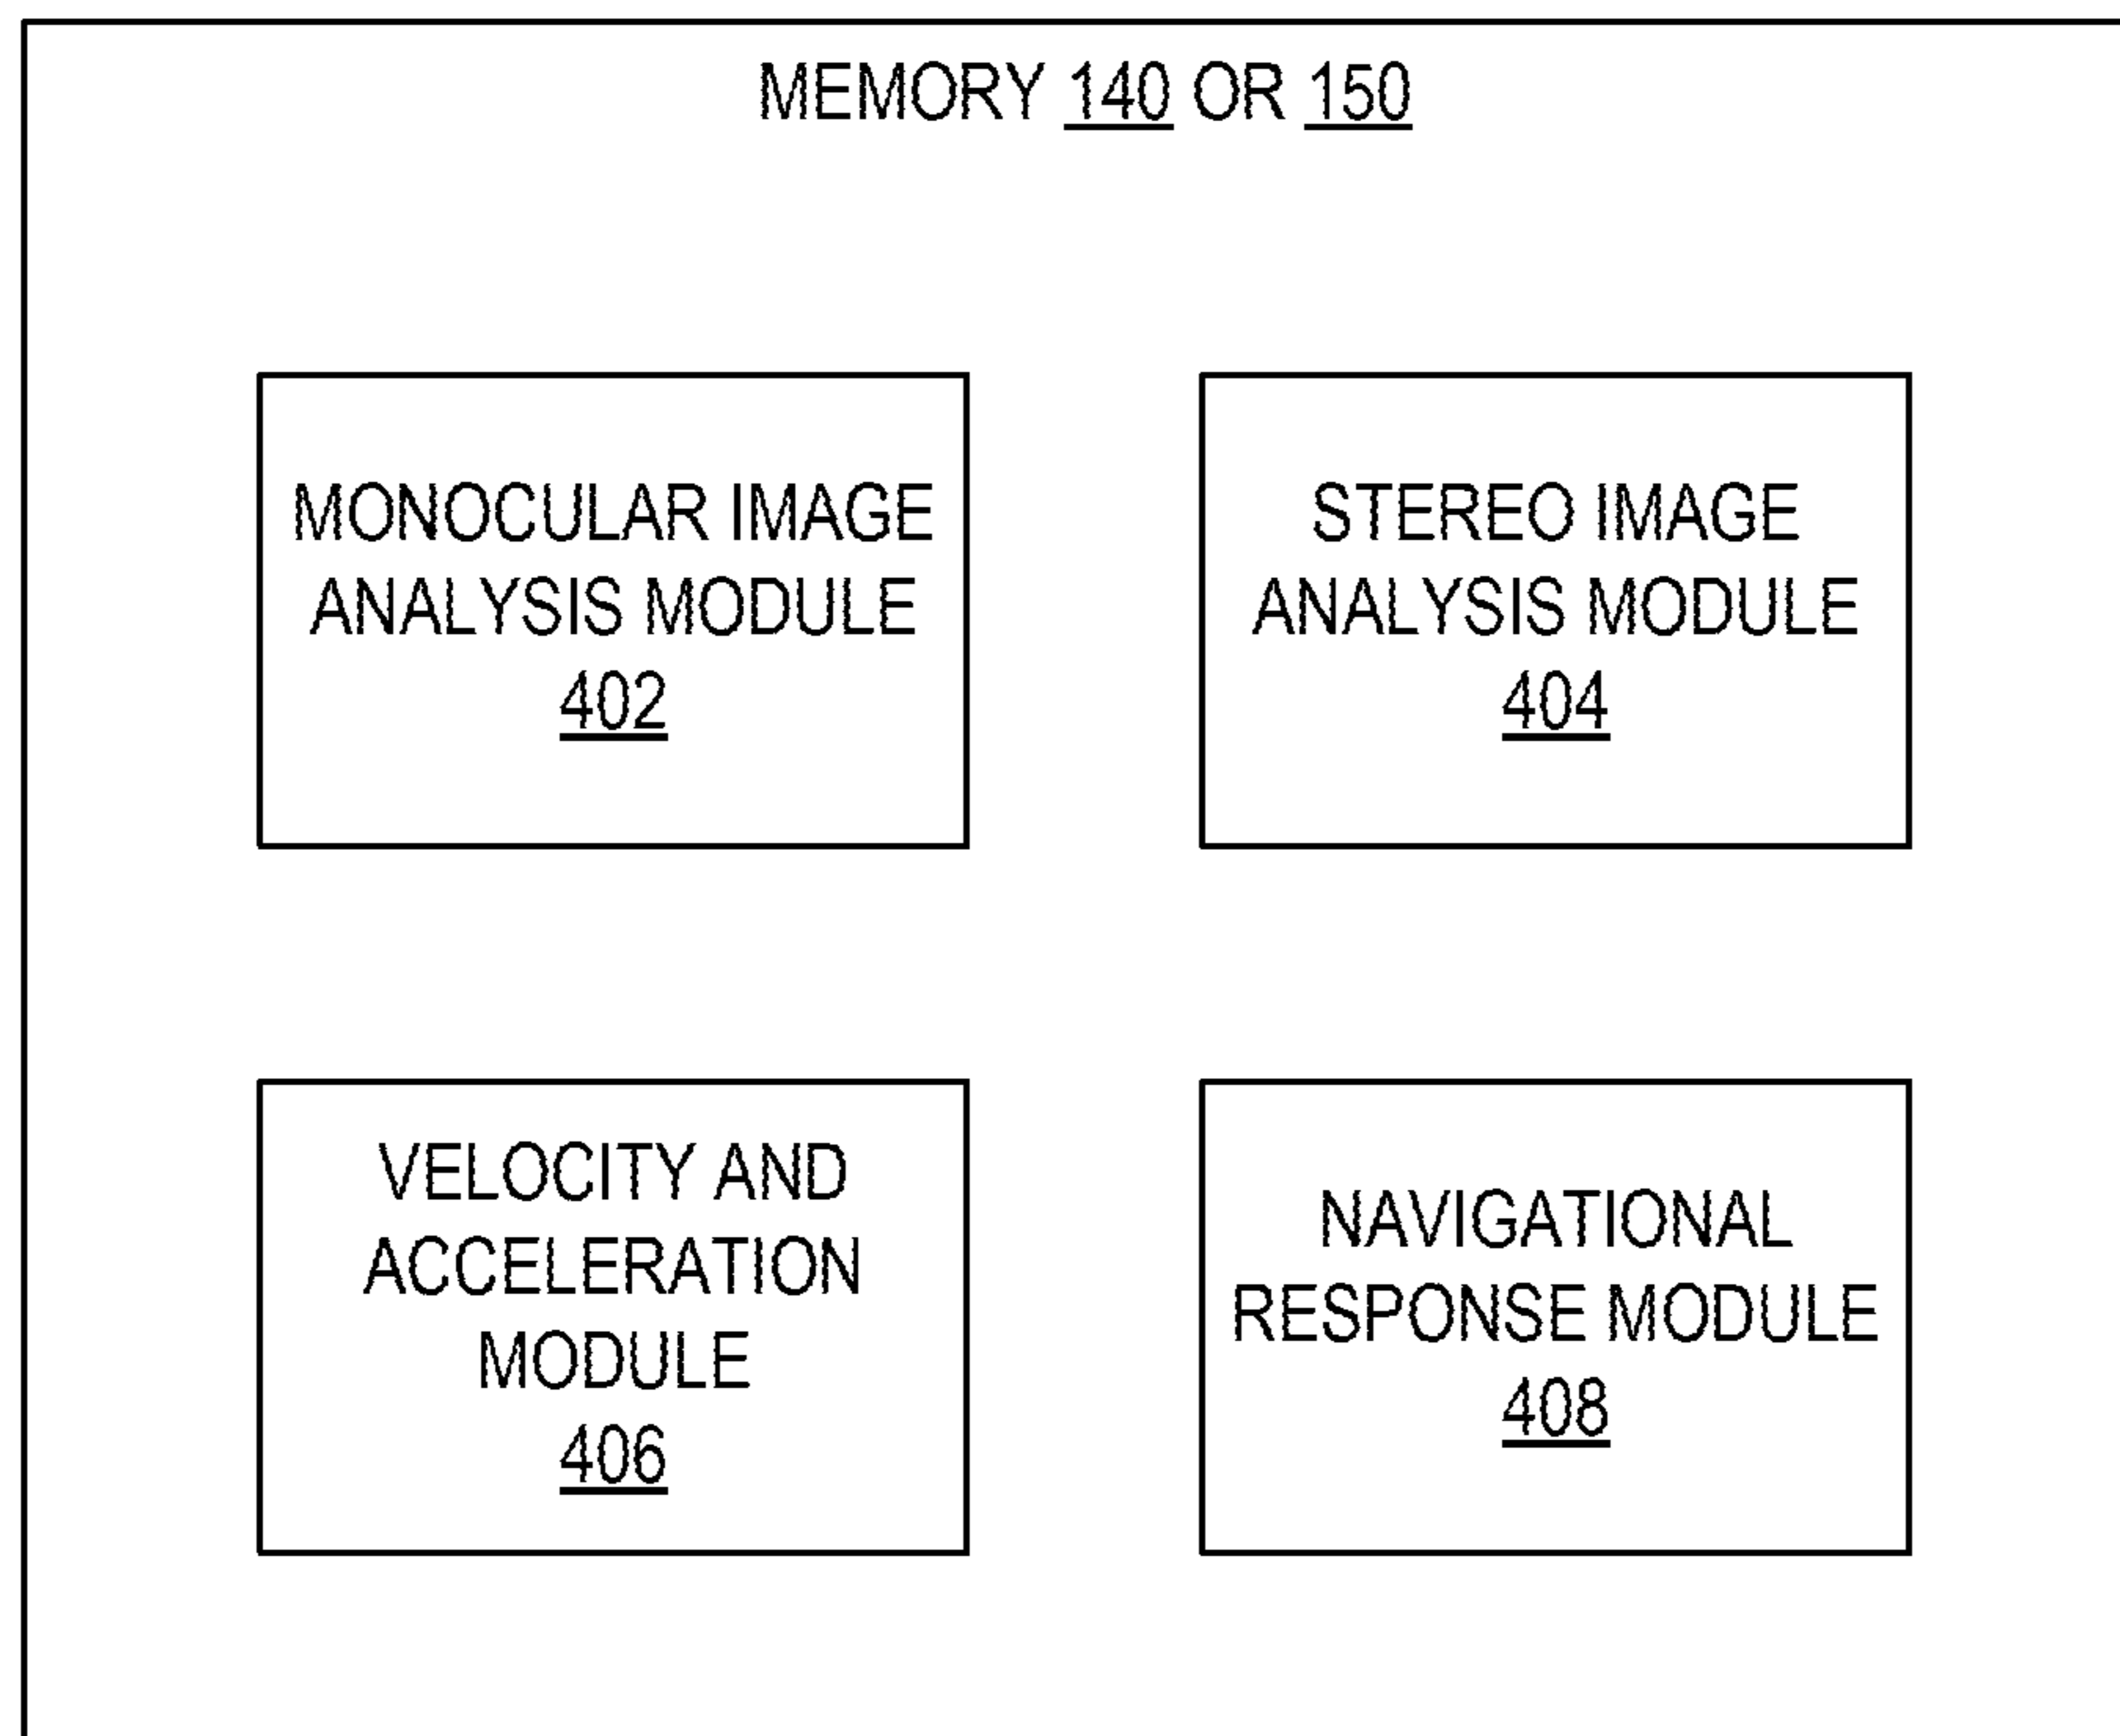 MEMORY 140 OR 150
MONOCULAR IMAGE
ANALYSIS MODULE
402
STEREO IMAGE
ANALYSIS MODULE
404
VELOCITY AND
ACCELERATION
MODULE
406
NAVIGATIONAL
RESPONSE MODULE
408